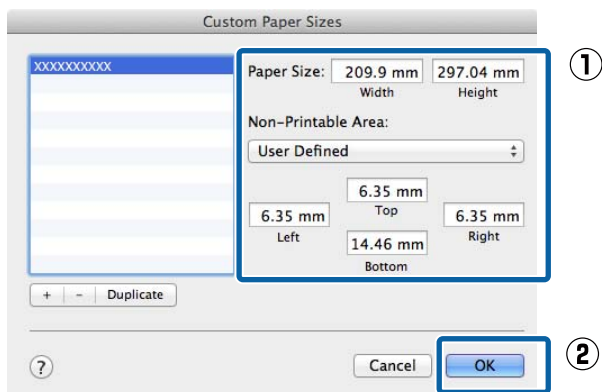 Custom Paper Sizes
XXXXXXXXXX
Paper Size: 209.9 mm 297.04 mm
Width Height
Non-Printable Area:
User Defined
6.35 mm
Top
6.35 mm 6.35 mm
Left Right
14.46 mm
Bottom
+ - Duplicate
? Cancel OK
①
②